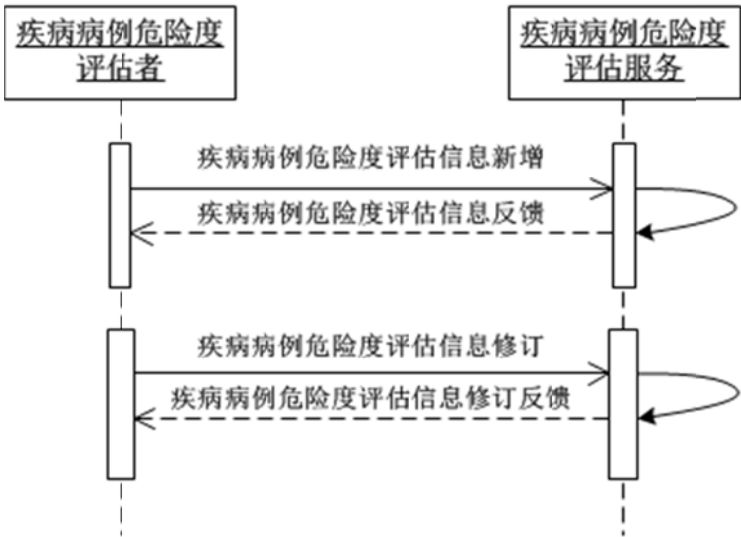 疾病病例危险度
评估者
疾病病例危险度
评估服务
疾病病例危险度评估信息新增
疾病病例危险度评估信息反馈
疾病病例危险度评估信息修订
疾病病例危险度评估信息修订反馈